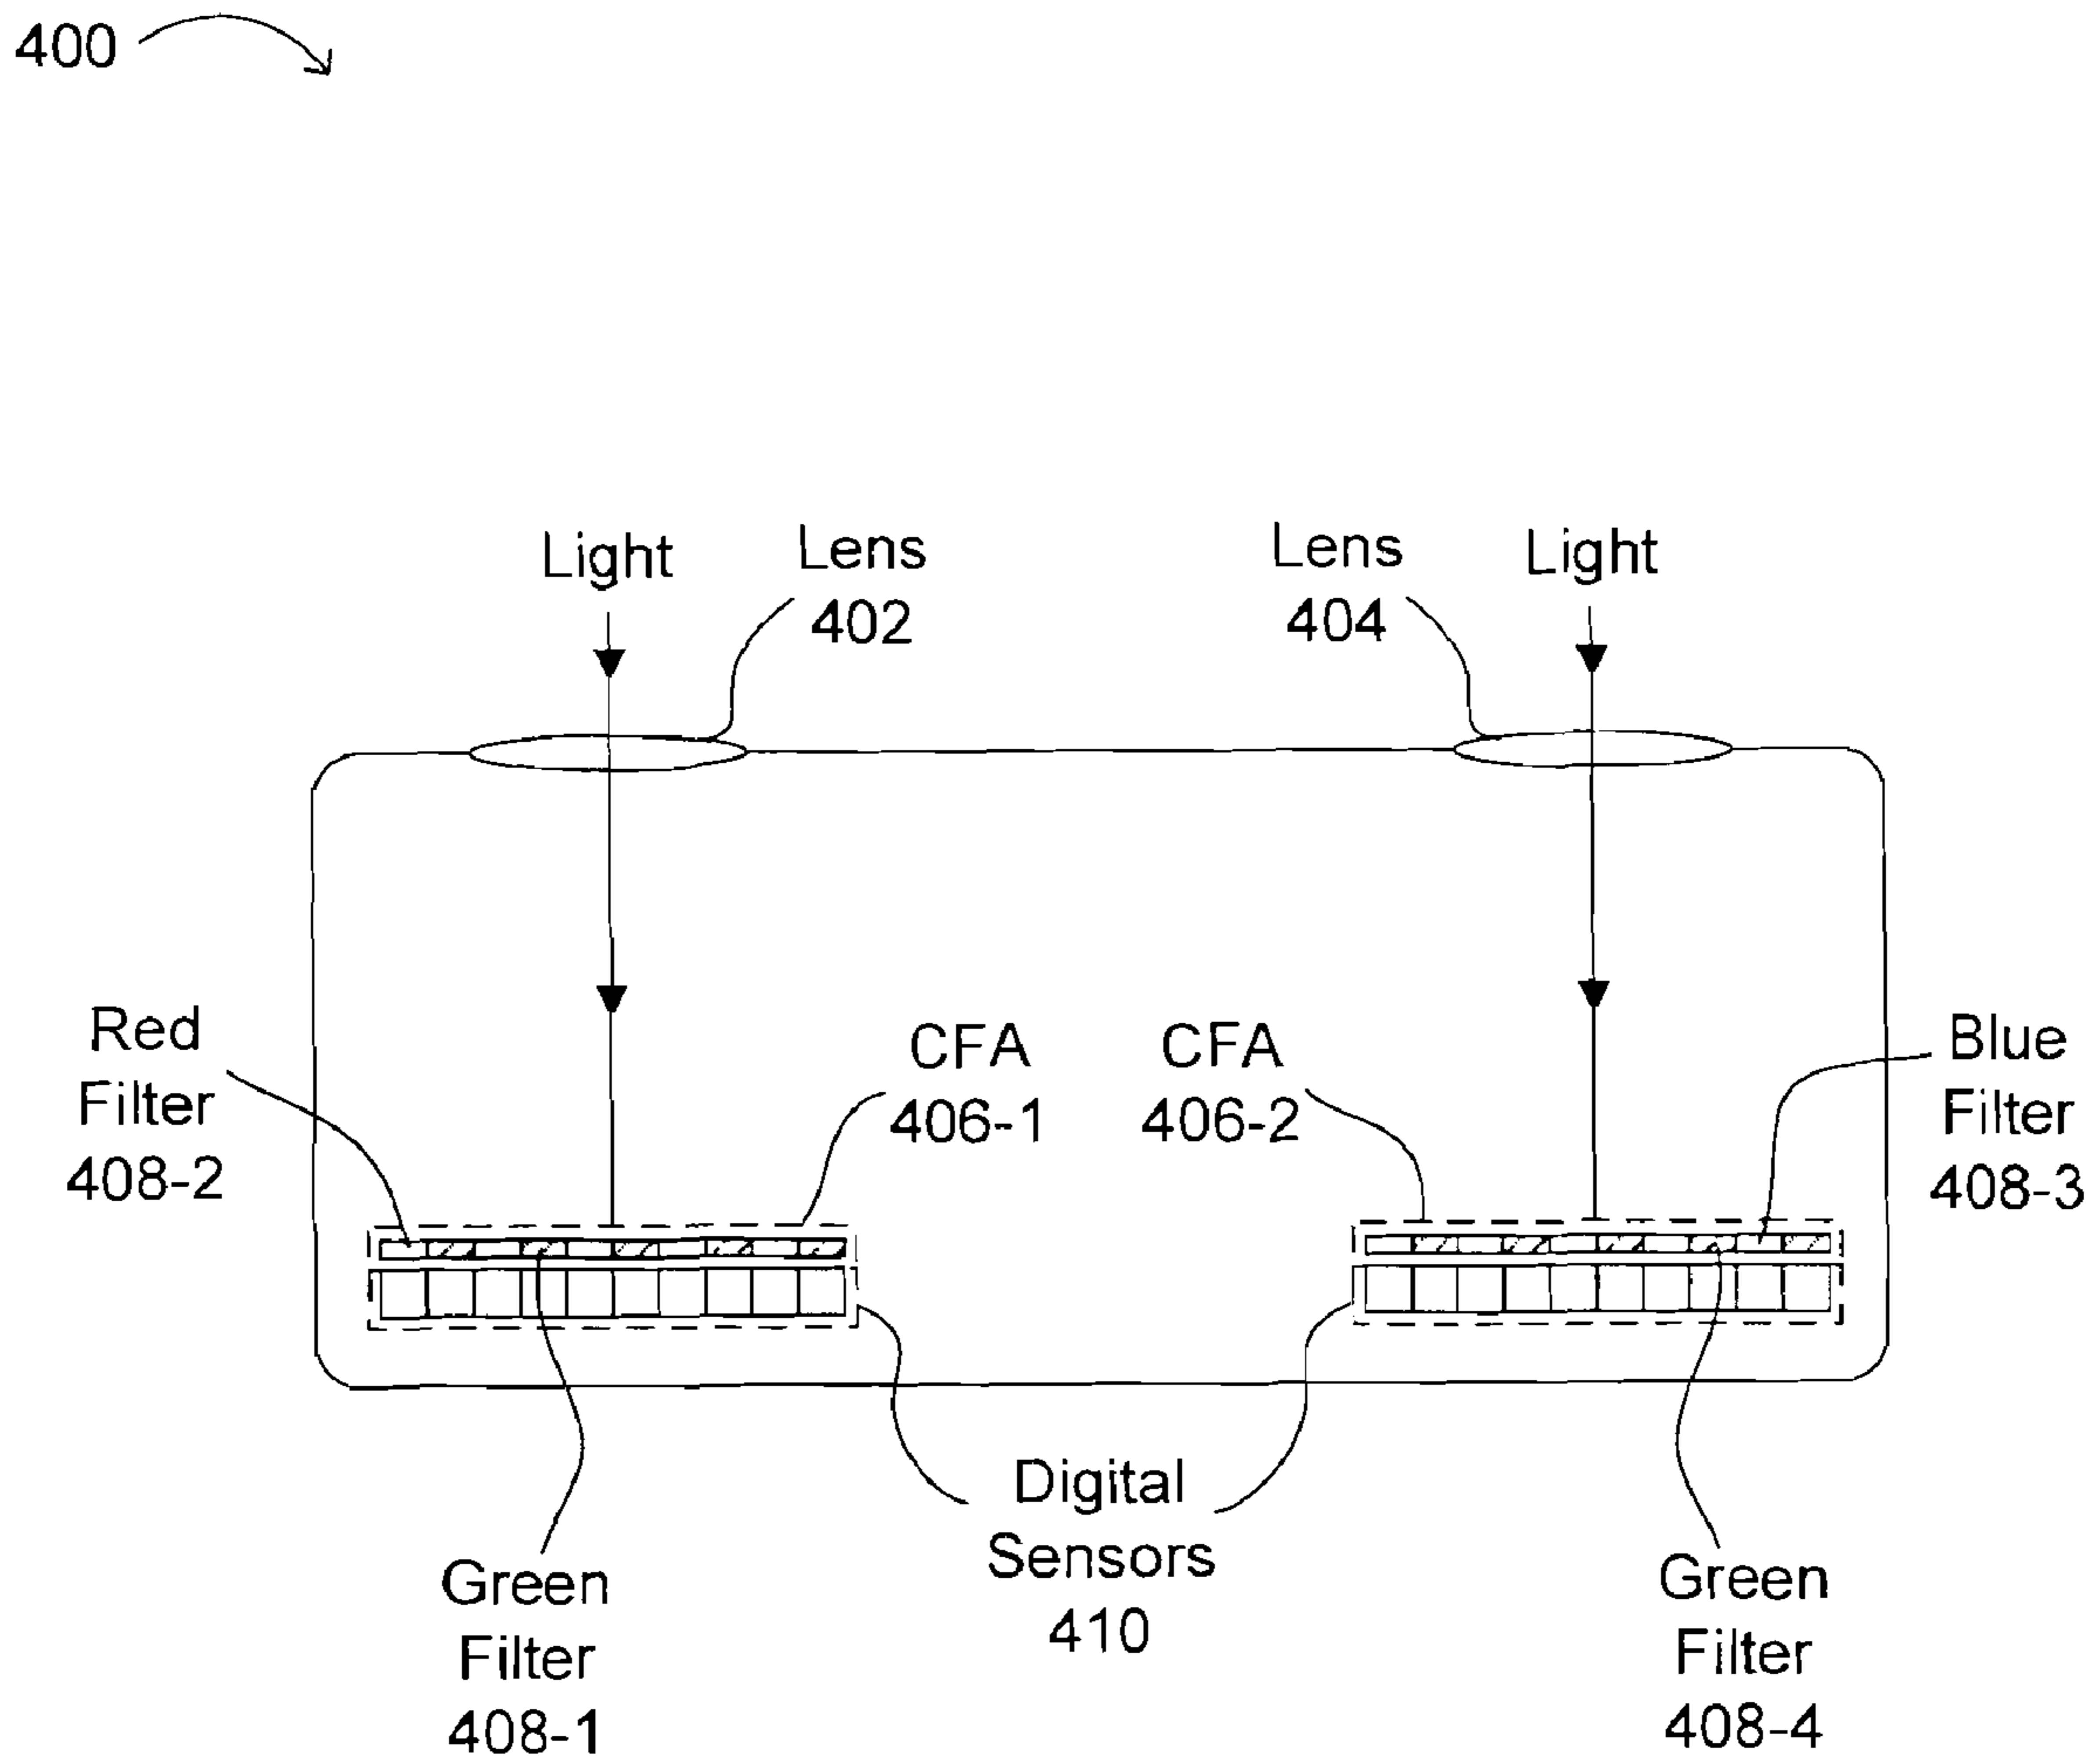 400
Light
Lens
402
Lens
404
Light
Red
Filter
408-2
CFA
406-1
CFA
406-2
Blue
Filter
408-3
Digital
Sensors
410
Green
Filter
408-1
Green
Filter
408-4